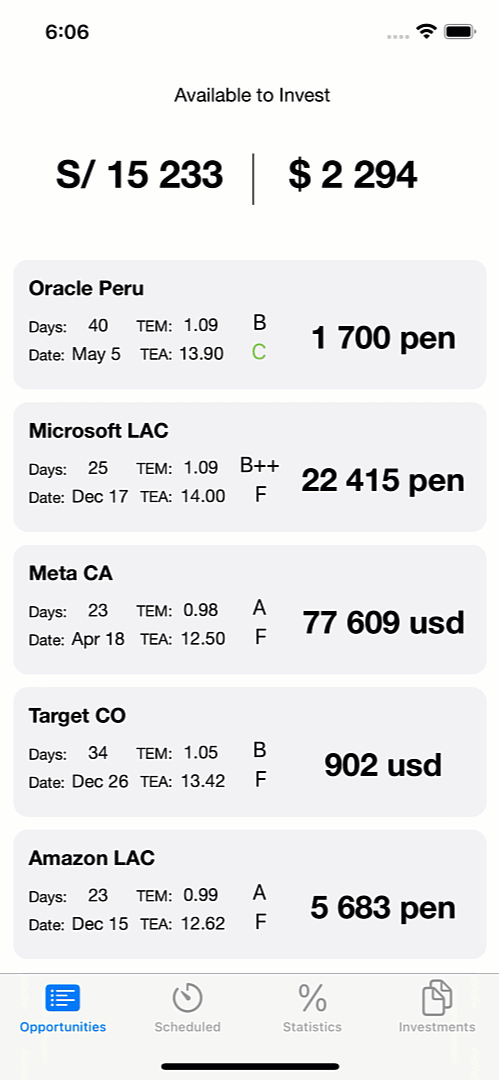 6:06
Available to Invest
S/ 15 233 $ 2 294
Oracle Peru
Days: 40 TEM: 1.09 B
Date: May 5 TEA: 13.90 C
1 700 pen
Microsoft LAC
Days: 25 TEM: 1.09 B++
Date: Dec 17 TEA: 14.00 F
22 415 pen
Meta CA
Days: 23 TEM: 0.98 A
Date: Apr 18 TEA: 12.50 F
77 609 usd
Target CO
Days: 34 TEM: 1.05 B
Date: Dec 26 TEA: 13.42 F
902 usd
Amazon LAC
Days: 23 TEM: 0.99 A
Date: Dec 15 TEA: 12.62 F
5 683 pen
Opportunities Scheduled Statistics Investments